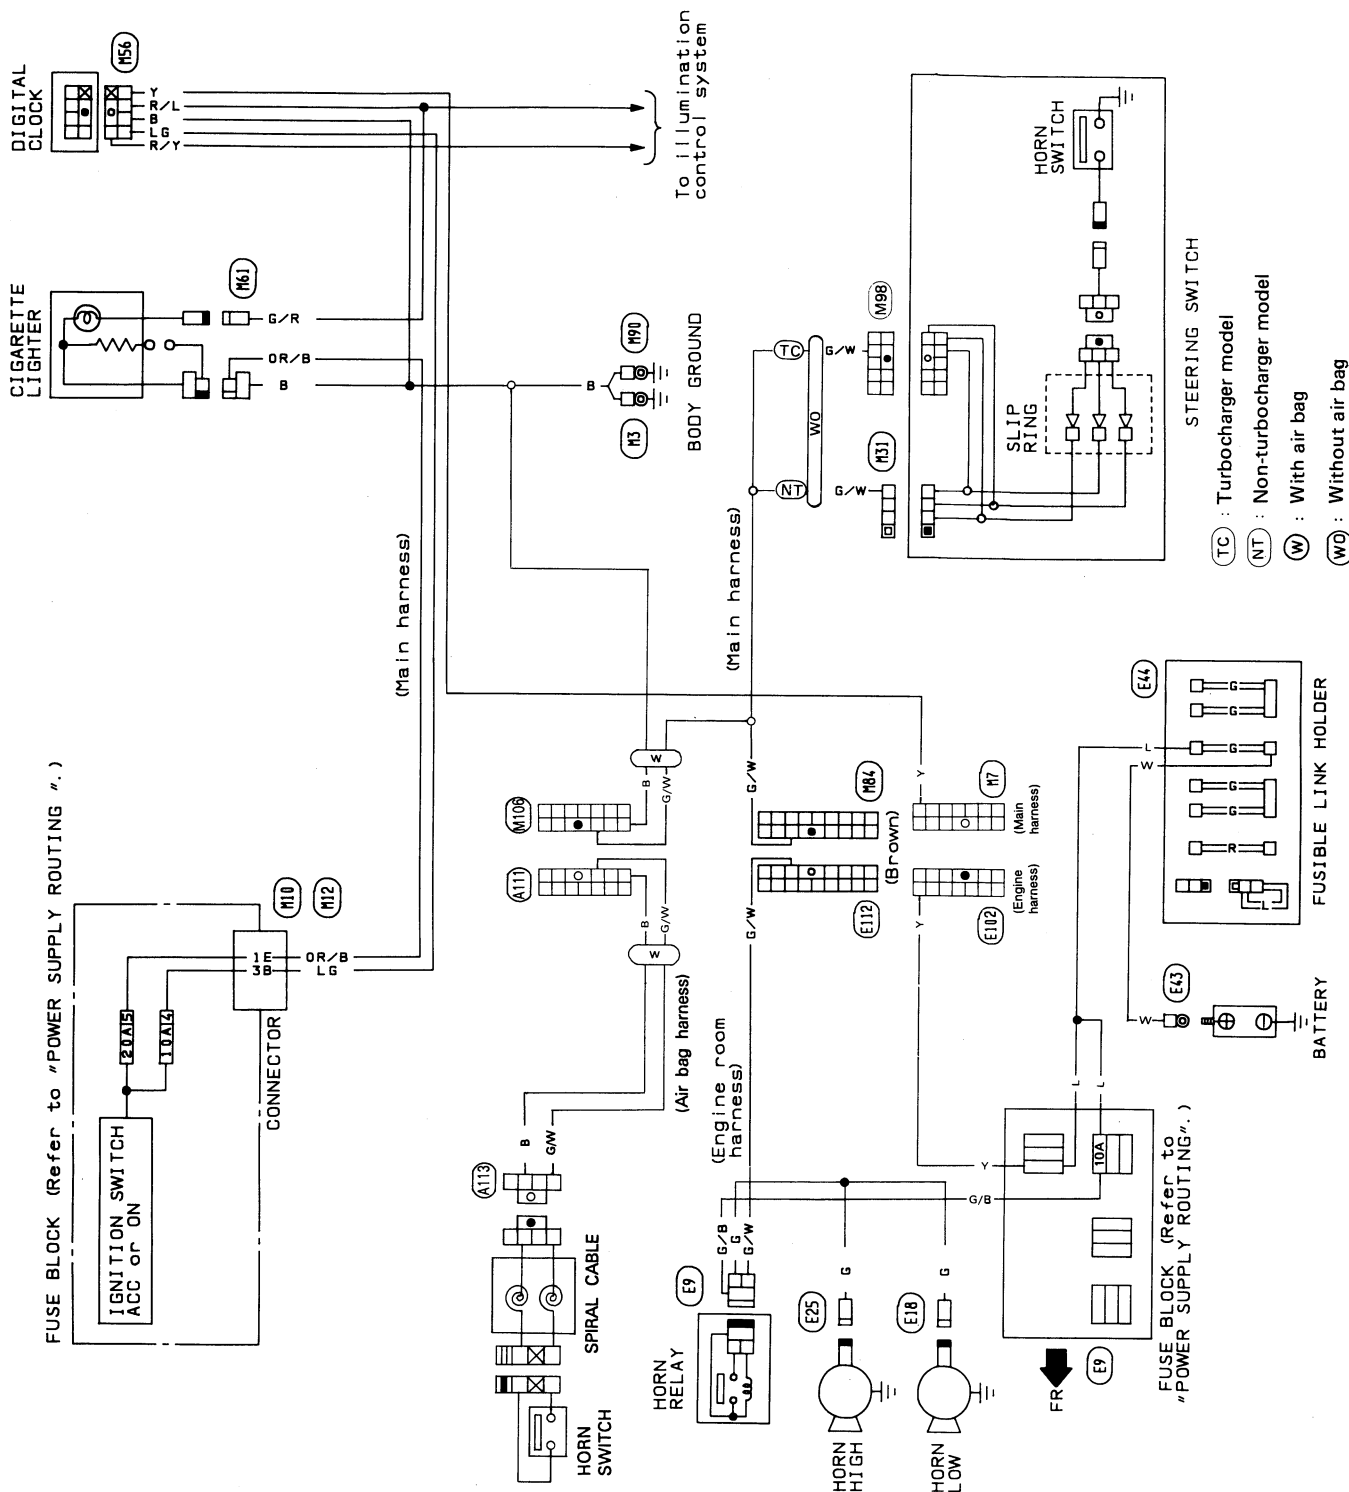 DIGITAL
CLOCK
M56
Y
R/L
B
LG
R/Y
To illumination
control system
CIGARETTE
LIGHTER
M61
G/R
OR/B
B
B
M90
M3
BODY GROUND
HORN
SWITCH
SLIP
RING
STEERING SWITCH
M98
M31
TC
G/W
WO
NT
G/W
TC : Turbocharger model
NT : Non-turbocharger model
W : With air bag
WO : Without air bag
(Main harness)
(Main harness)
FUSE BLOCK (Refer to "POWER SUPPLY ROUTING ".)
IGNITION SWITCH
ACC or ON
20A 15
10A 14
1E
3B
OR/B
LG
CONNECTOR
M10
M12
W
B
G/W
M106
A111
B
G/W
W
(Air bag harness)
G/W
M84
(Brown)
E112
G/W
Y
M7
(Main
harness)
E102
(Engine
harness)
Y
(Engine room
harness)
A113
B
G/W
SPIRAL CABLE
HORN
SWITCH
HORN
RELAY
E9
G/B
G
G/W
HORN
HIGH
E25
G
HORN
LOW
E18
G
Y
G/B
L
L
10A
FR
E9
FUSE BLOCK (Refer to
"POWER SUPPLY ROUTING".)
E44
L
W
G
G
G
G
G
R
L
FUSIBLE LINK HOLDER
W
E43
BATTERY